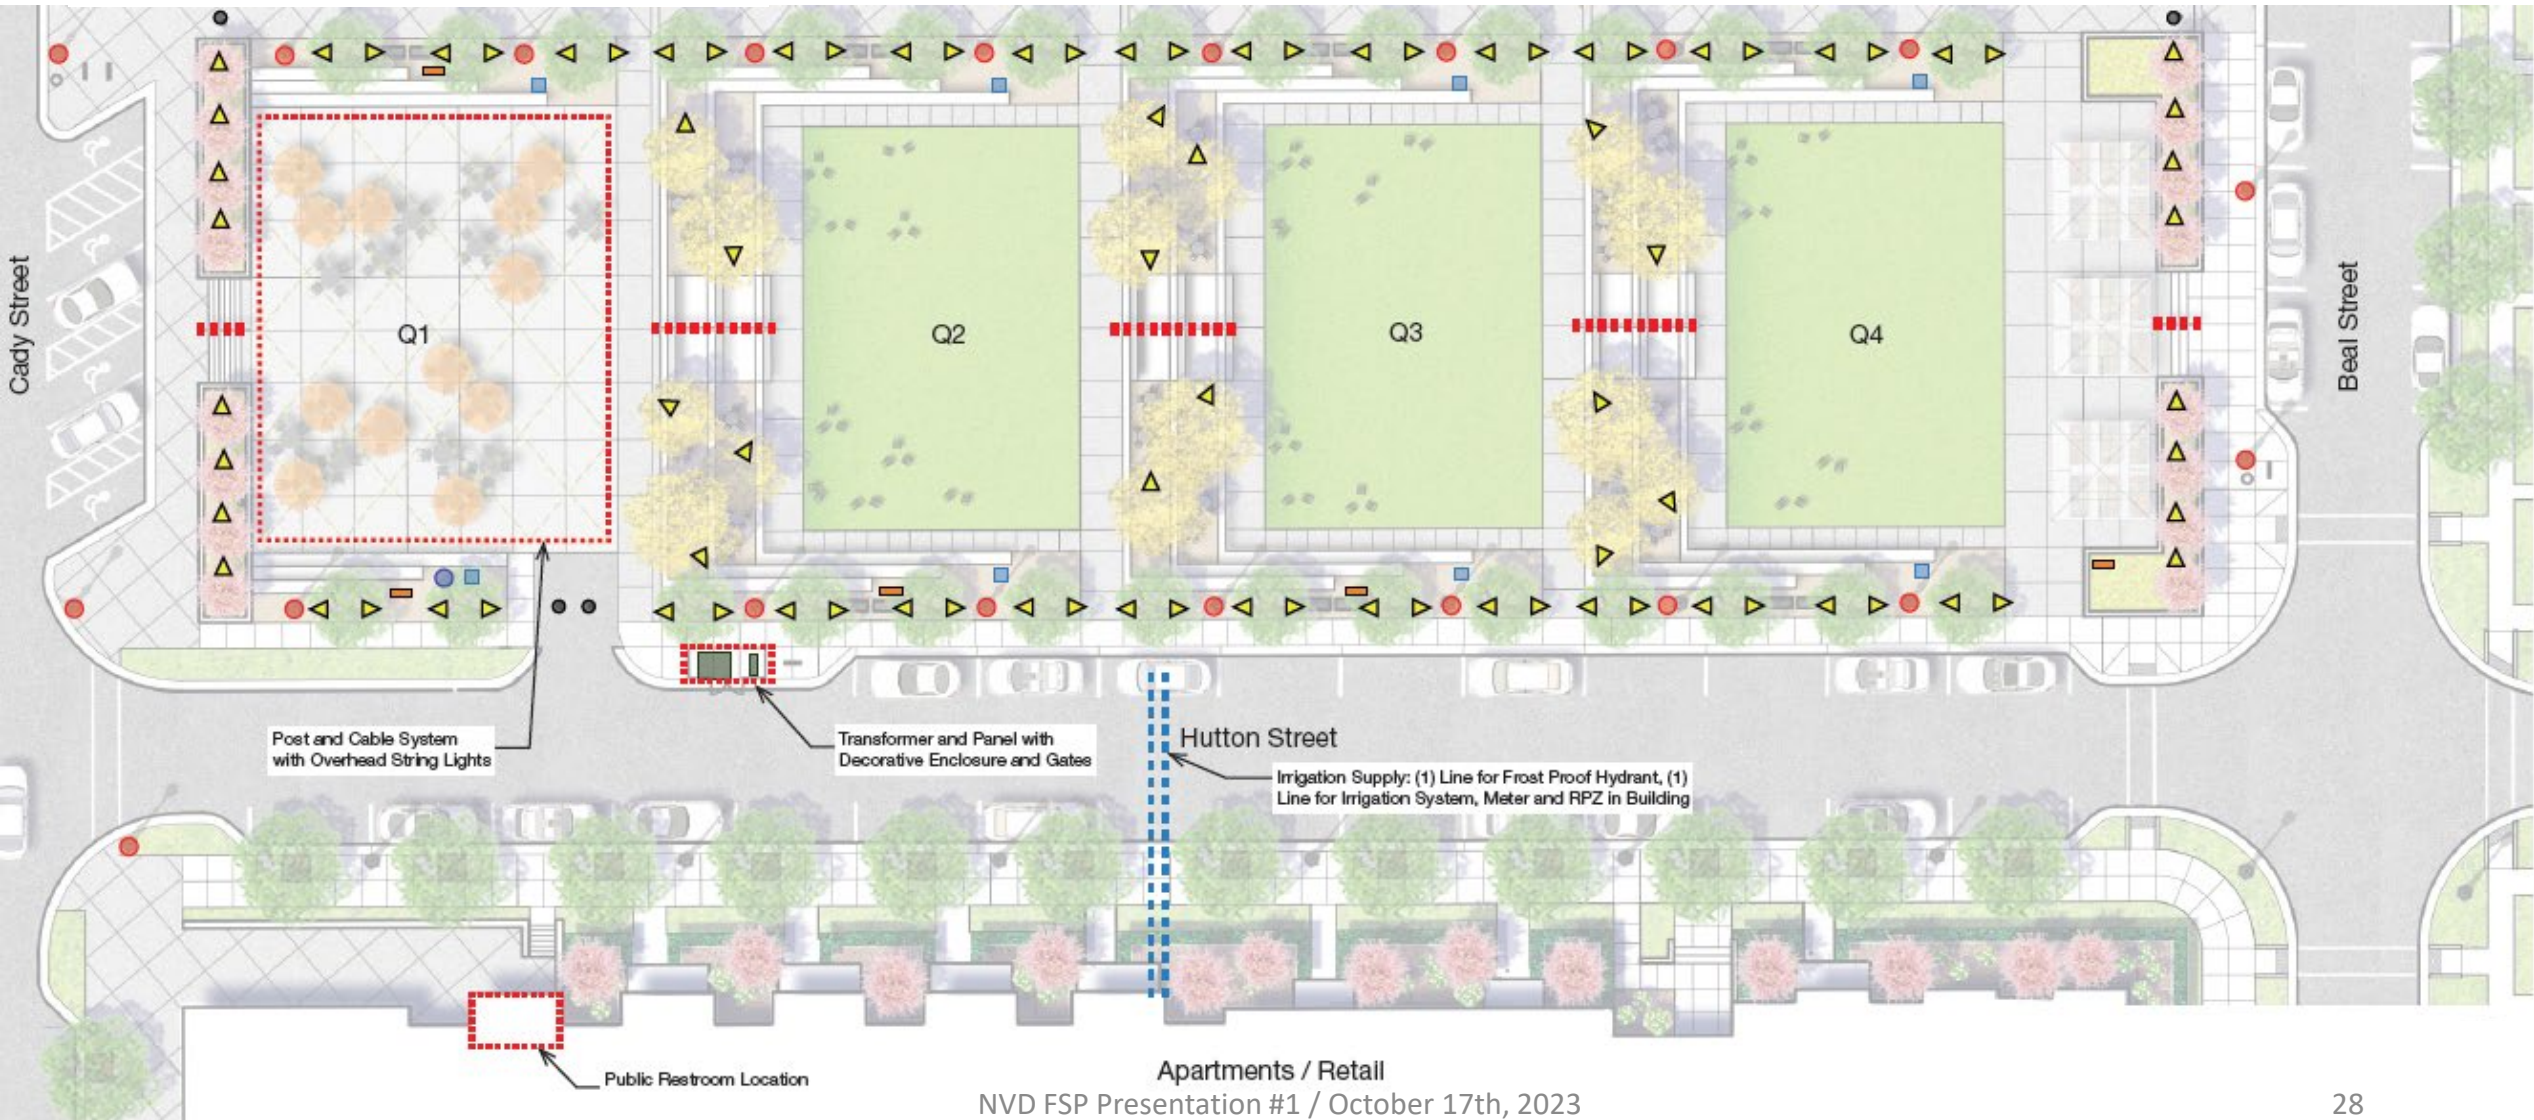 Cady Street
Q1
Q2
Q3
Q4
Beal Street
Post and Cable System
with Overhead String Lights
Transformer and Panel with
Decorative Enclosure and Gates
Hutton Street
Irrigation Supply: (1) Line for Frost Proof Hydrant, (1)
Line for Irrigation System, Meter and RPZ in Building
Public Restroom Location
Apartments / Retail
NVD FSP Presentation #1 / October 17th, 2023
28